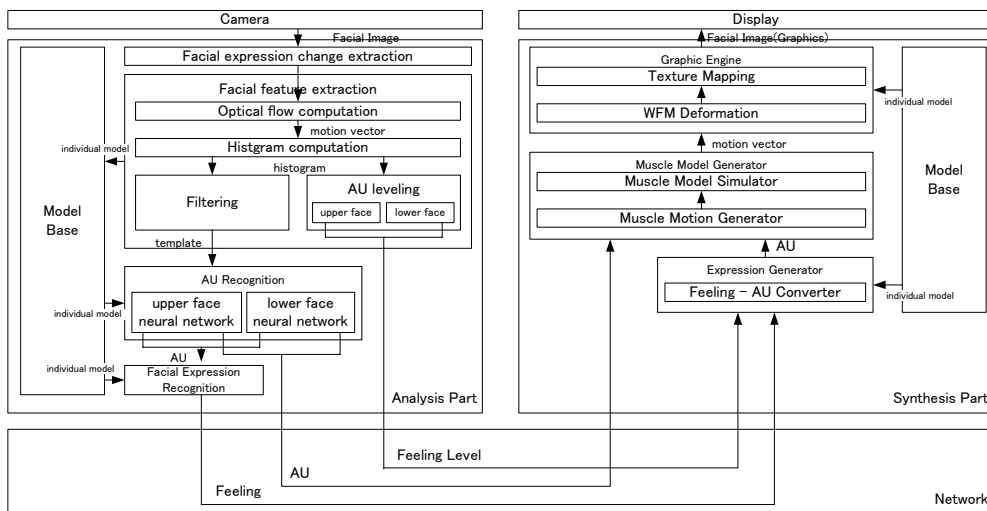 Camera
Facial Image
Facial expression change extraction
Facial feature extraction
Optical flow computation
motion vector
Histgram computation
individual model
histogram
Filtering
AU leveling
upper face
lower face
Model
Base
template
AU Recognition
upper face
neural network
lower face
neural network
individual model
AU
individual model
Facial Expression
Recognition
Analysis Part
Display
Facial Image(Graphics)
Graphic Engine
Texture Mapping
WFM Deformation
individual model
motion vector
Muscle Model Generator
Muscle Model Simulator
Muscle Motion Generator
Model
Base
AU
Expression Generator
Feeling - AU Converter
individual model
Synthesis Part
Feeling Level
AU
Feeling
Network